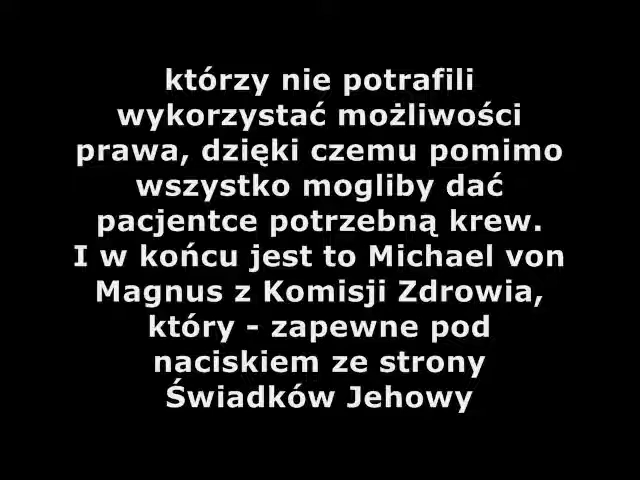 którzy nie potrafili
wykorzystać możliwości
prawa, dzięki czemu pomimo
wszystko mogliby dać
pacjentce potrzebną krew.
I w końcu jest to Michael von
Magnus z Komisji Zdrowia,
który - zapewne pod
naciskiem ze strony
Świadków Jehowy